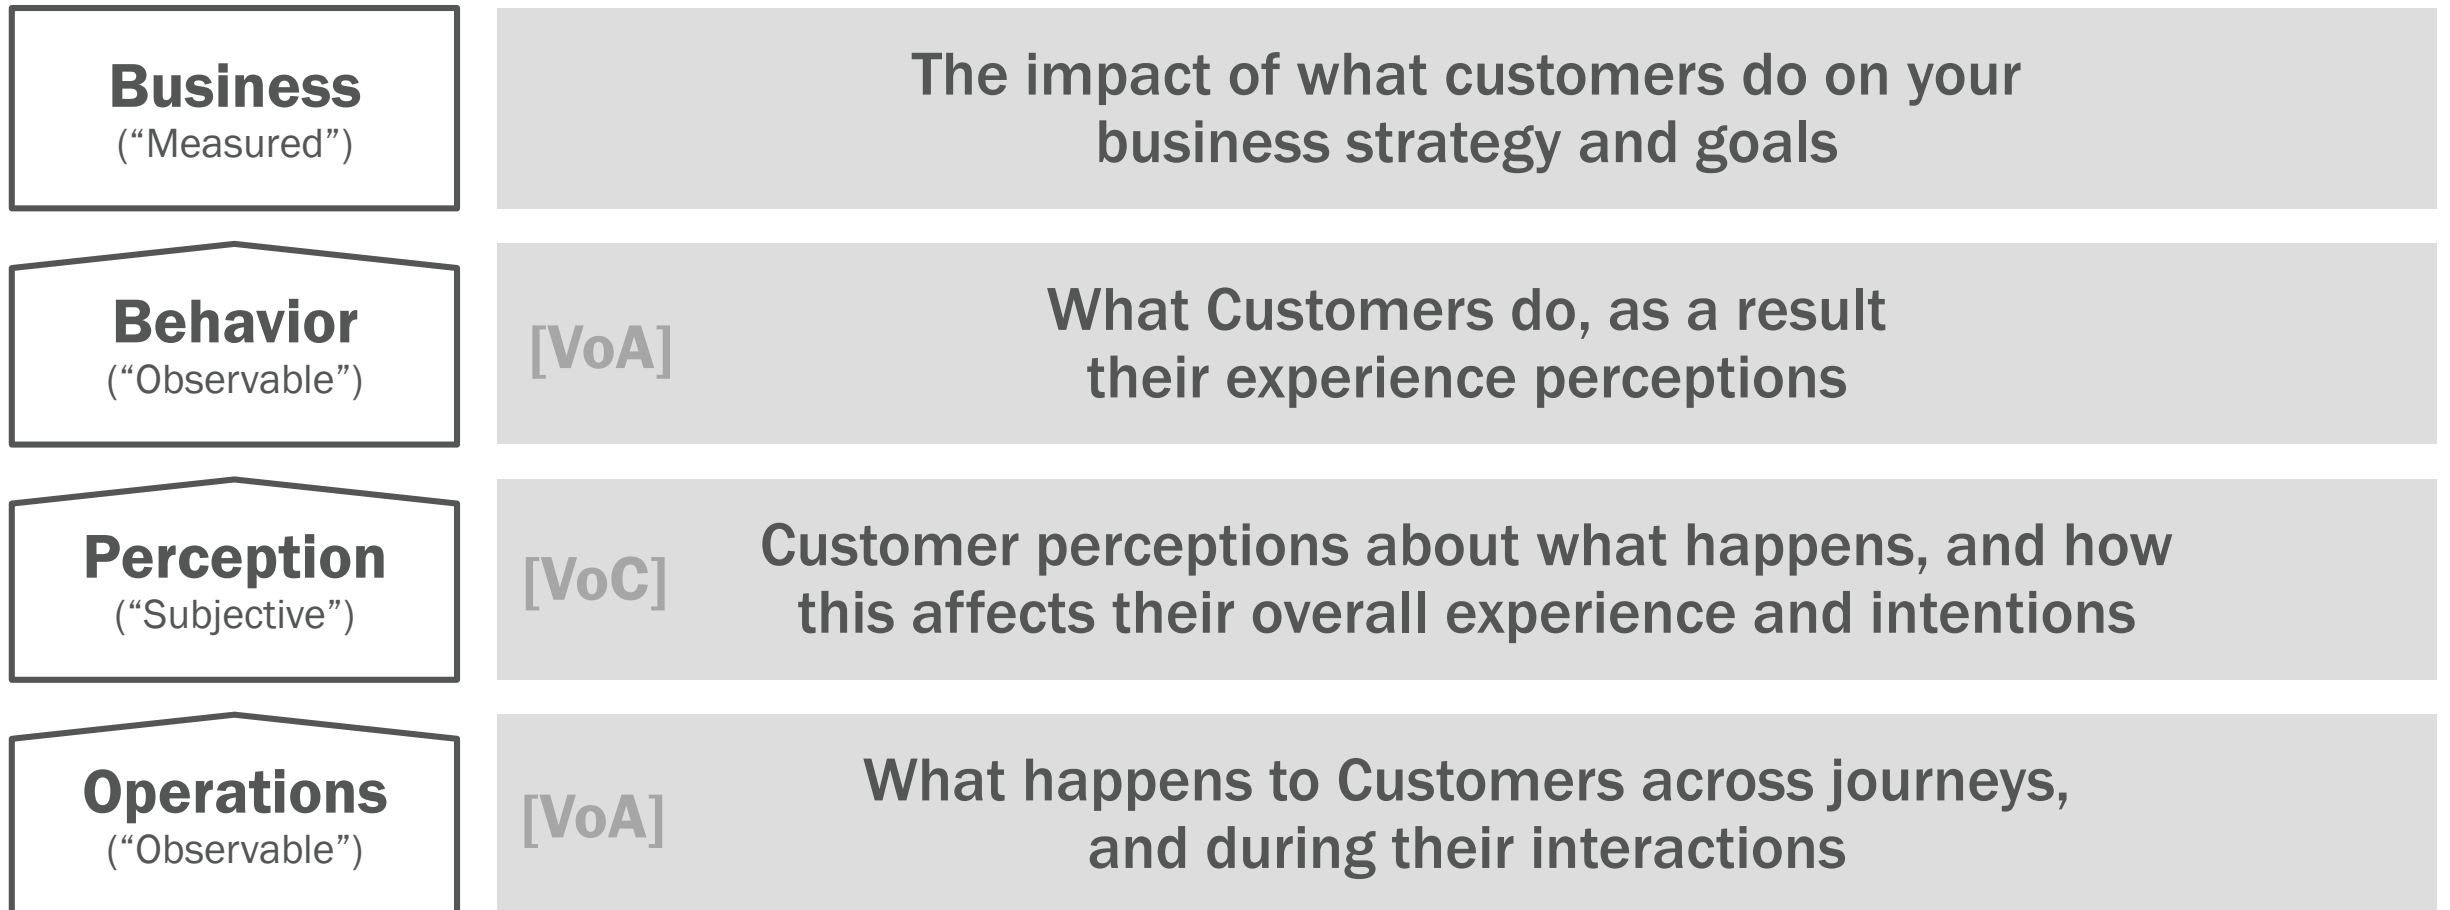 Business
(“Measured”)
The impact of what customers do on your
business strategy and goals
Behavior
(“Observable”)
[VoA]
What Customers do, as a result
their experience perceptions
Perception
(“Subjective”)
[VoC]
Customer perceptions about what happens, and how
this affects their overall experience and intentions
Operations
(“Observable”)
[VoA]
What happens to Customers across journeys,
and during their interactions